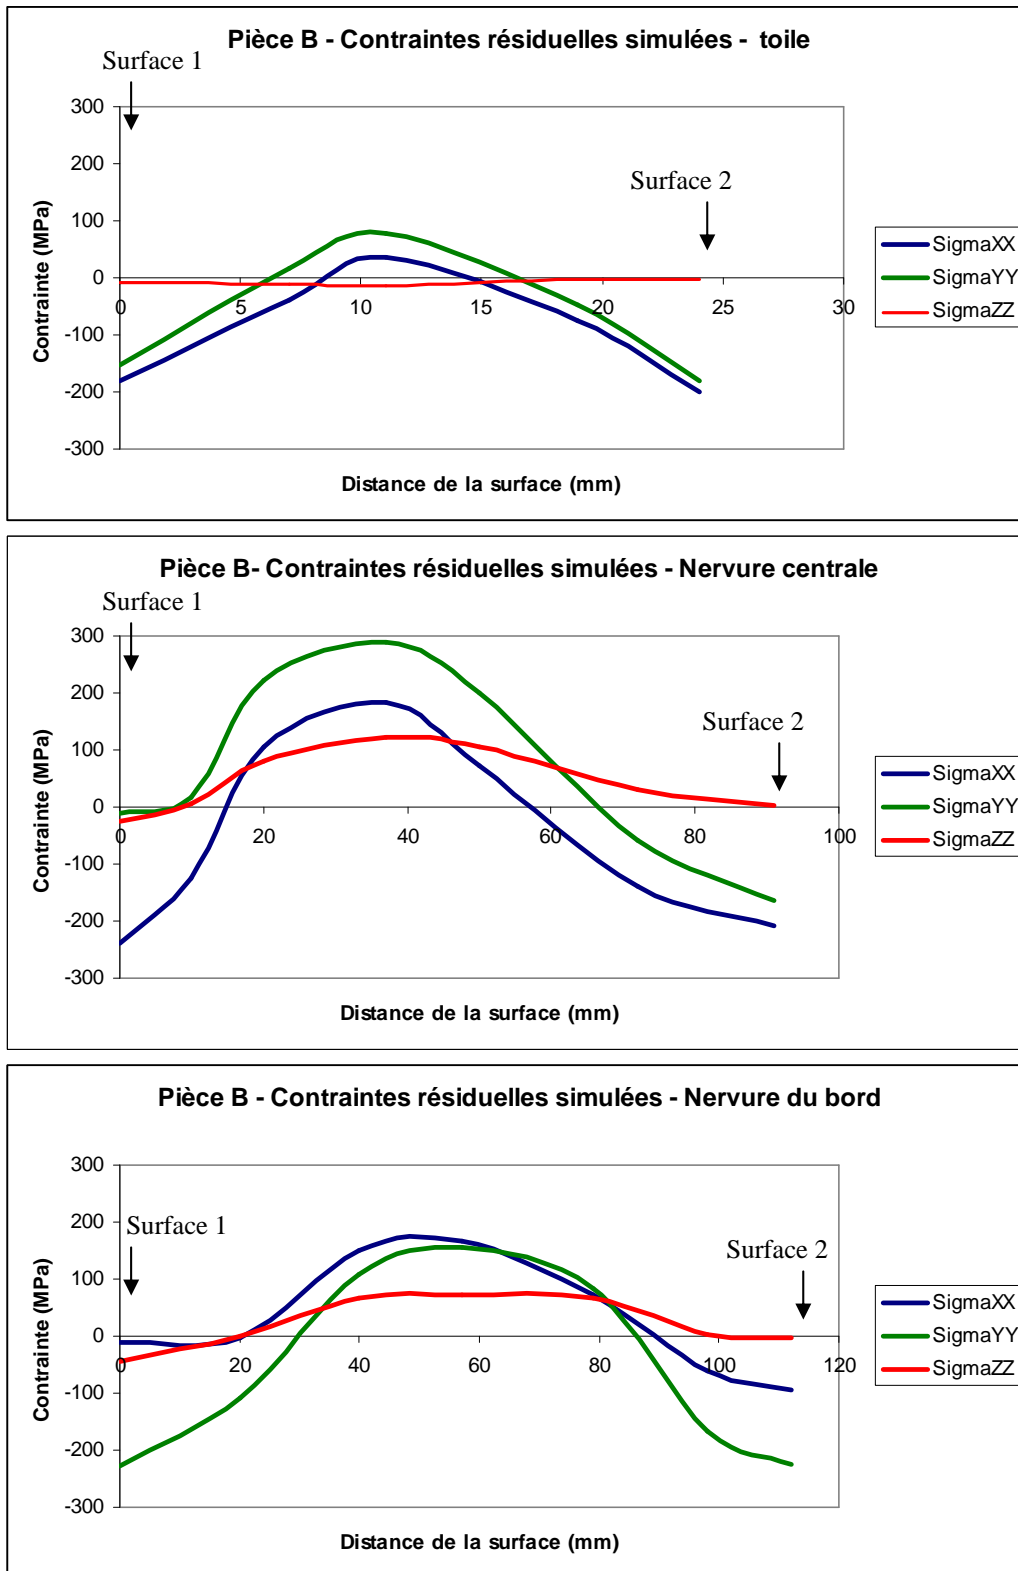 Pièce B - Contraintes résiduelles simulées - toile
Surface 1
Surface 2
Contrainte (MPa)
300
200
100
0
-100
-200
-300
0 5 10 15 20 25 30
Distance de la surface (mm)
SigmaXX
SigmaYY
SigmaZZ
Pièce B- Contraintes résiduelles simulées - Nervure centrale
Surface 1
Surface 2
Contrainte (MPa)
300
200
100
0
-100
-200
-300
0 20 40 60 80 100
Distance de la surface (mm)
SigmaXX
SigmaYY
SigmaZZ
Pièce B - Contraintes résiduelles simulées - Nervure du bord
Surface 1
Surface 2
Contrainte (MPa)
300
200
100
0
-100
-200
-300
0 20 40 60 80 100 120
Distance de la surface (mm)
SigmaXX
SigmaYY
SigmaZZ